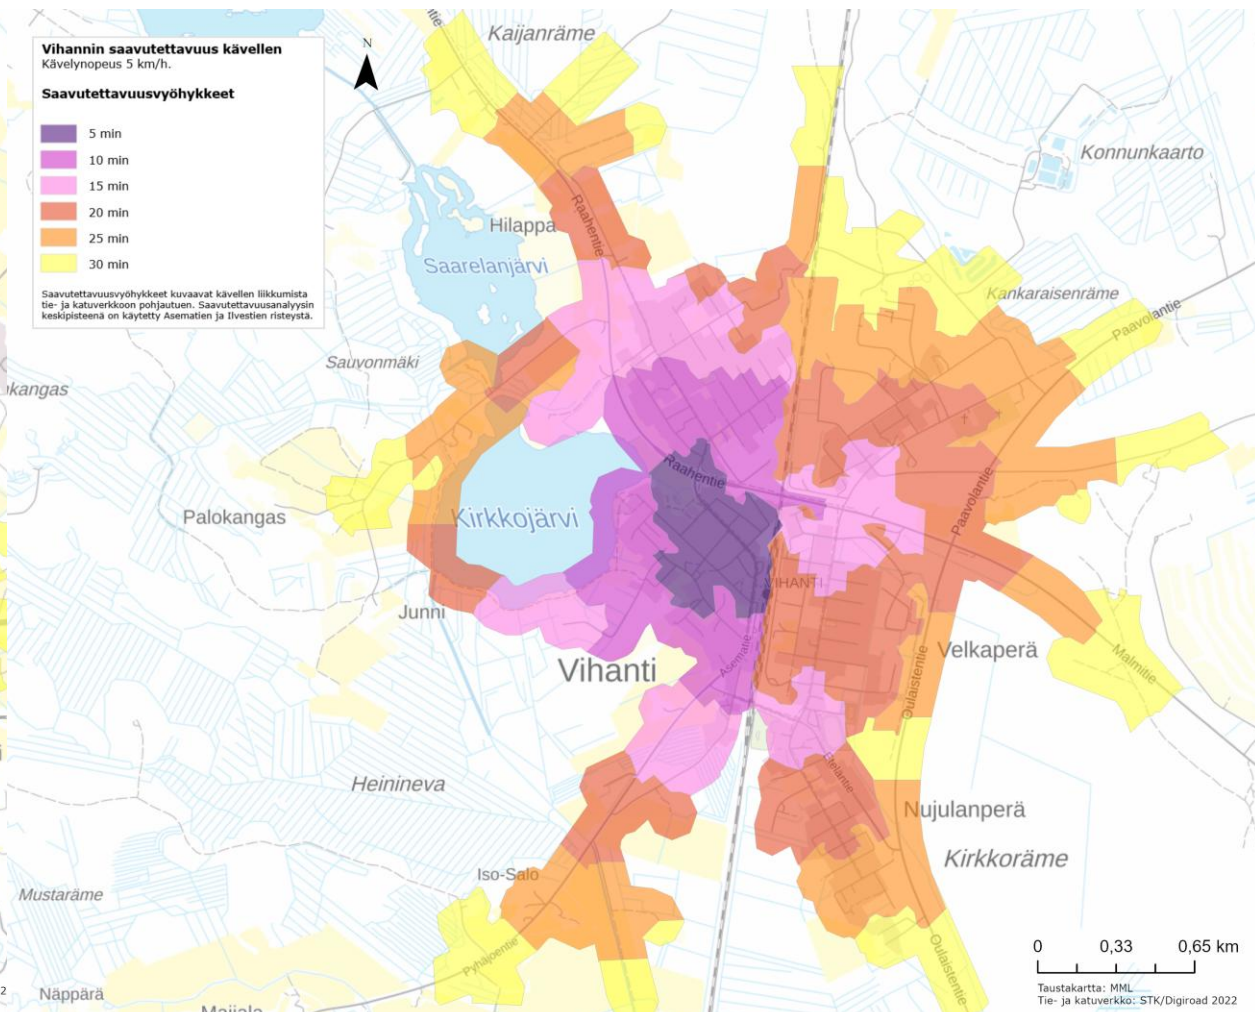 Vihannin saavutettavuus kävellen
Kävelynopeus 5 km/h.
Saavutettavuusvyöhykkeet
5 min
10 min
15 min
20 min
25 min
30 min
Saavutettavuusvyöhykkeet kuvaavat kävellen liikkumista
tie- ja katuverkkoon pohjautuen. Saavutettavuusanalyysin
keskipisteenä on käytetty Asematien ja Ilvestien risteystä.
N
Kaijanräme
Konnunkaarto
Hilappa
Raahentie
Saarelanjärvi
Kankaraisenräme
Paavolantie
Sauvonmäki
kangas
Raahentie
Palokangas
Kirkkojärvi
Paavolantie
VIHANTI
Junni
Vihanti
Asematie
Velkaperä
Oulaistentie
Malmitie
Heinineva
Eteläntie
Nujulanperä
Kirkkoräme
Iso-Salo
Mustaräme
Pyhäjoentie
Oulaistentie
Näppärä
0 0,33 0,65 km
Taustakartta: MML
Tie- ja katuverkko: STK/Digiroad 2022
2